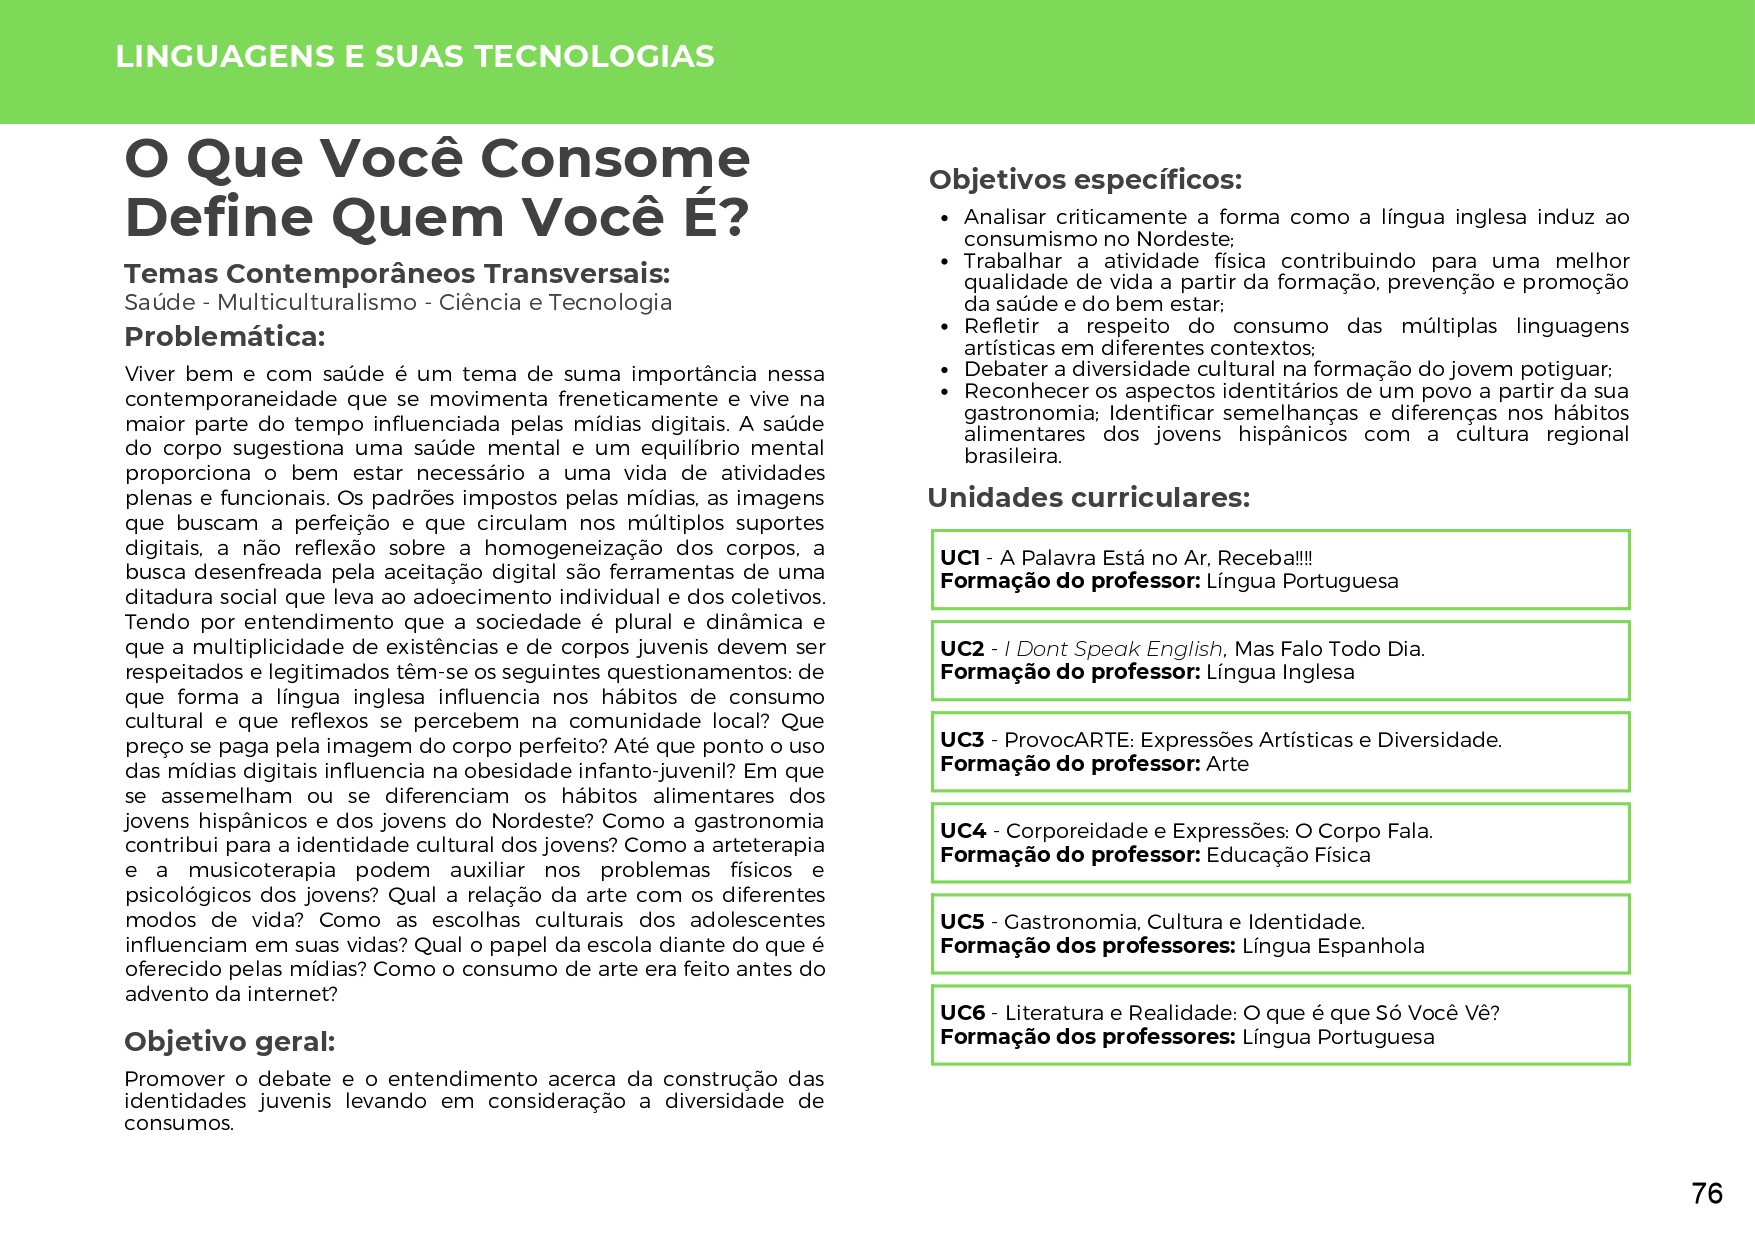 LINGUAGENS E SUAS TECNOLOGIAS
O Que Você Consome
Define Quem Você É?
Temas Contemporâneos Transversais:
Saúde - Multiculturalismo - Ciência e Tecnologia
Problemática:
Viver bem e com saúde é um tema de suma importância nessa
contemporaneidade que se movimenta freneticamente e vive na
maior parte do tempo influenciada pelas mídias digitais. A saúde
do corpo sugestiona uma saúde mental e um equilíbrio mental
proporciona o bem estar necessário a uma vida de atividades
plenas e funcionais. Os padrões impostos pelas mídias, as imagens
que buscam a perfeição e que circulam nos múltiplos suportes
digitais, a não reflexão sobre a homogeneização dos corpos, a
busca desenfreada pela aceitação digital são ferramentas de uma
ditadura social que leva ao adoecimento individual e dos coletivos.
Tendo por entendimento que a sociedade é plural e dinâmica e
que a multiplicidade de existências e de corpos juvenis devem ser
respeitados e legitimados têm-se os seguintes questionamentos: de
que forma a língua inglesa influencia nos hábitos de consumo
cultural e que reflexos se percebem na comunidade local? Que
preço se paga pela imagem do corpo perfeito? Até que ponto o uso
das mídias digitais influencia na obesidade infanto-juvenil? Em que
se assemelham ou se diferenciam os hábitos alimentares dos
jovens hispânicos e dos jovens do Nordeste? Como a gastronomia
contribui para a identidade cultural dos jovens? Como a arteterapia
e a musicoterapia podem auxiliar nos problemas físicos e
psicológicos dos jovens? Qual a relação da arte com os diferentes
modos de vida? Como as escolhas culturais dos adolescentes
influenciam em suas vidas? Qual o papel da escola diante do que é
oferecido pelas mídias? Como o consumo de arte era feito antes do
advento da internet?
Objetivo geral:
Promover o debate e o entendimento acerca da construção das
identidades juvenis levando em consideração a diversidade de
consumos.
Objetivos específicos:
• Analisar criticamente a forma como a língua inglesa induz ao
consumismo no Nordeste;
• Trabalhar a atividade física contribuindo para uma melhor
qualidade de vida a partir da formação, prevenção e promoção
da saúde e do bem estar;
• Refletir a respeito do consumo das múltiplas linguagens
artísticas em diferentes contextos;
• Debater a diversidade cultural na formação do jovem potiguar;
• Reconhecer os aspectos identitários de um povo a partir da sua
gastronomia; Identificar semelhanças e diferenças nos hábitos
alimentares dos jovens hispânicos com a cultura regional
brasileira.
Unidades curriculares:
UC1 - A Palavra Está no Ar, Receba!!!!
Formação do professor: Língua Portuguesa
UC2 - I Dont Speak English, Mas Falo Todo Dia.
Formação do professor: Língua Inglesa
UC3 - ProvocARTE: Expressões Artísticas e Diversidade.
Formação do professor: Arte
UC4 - Corporeidade e Expressões: O Corpo Fala.
Formação do professor: Educação Física
UC5 - Gastronomia, Cultura e Identidade.
Formação dos professores: Língua Espanhola
UC6 - Literatura e Realidade: O que é que Só Você Vê?
Formação dos professores: Língua Portuguesa
76